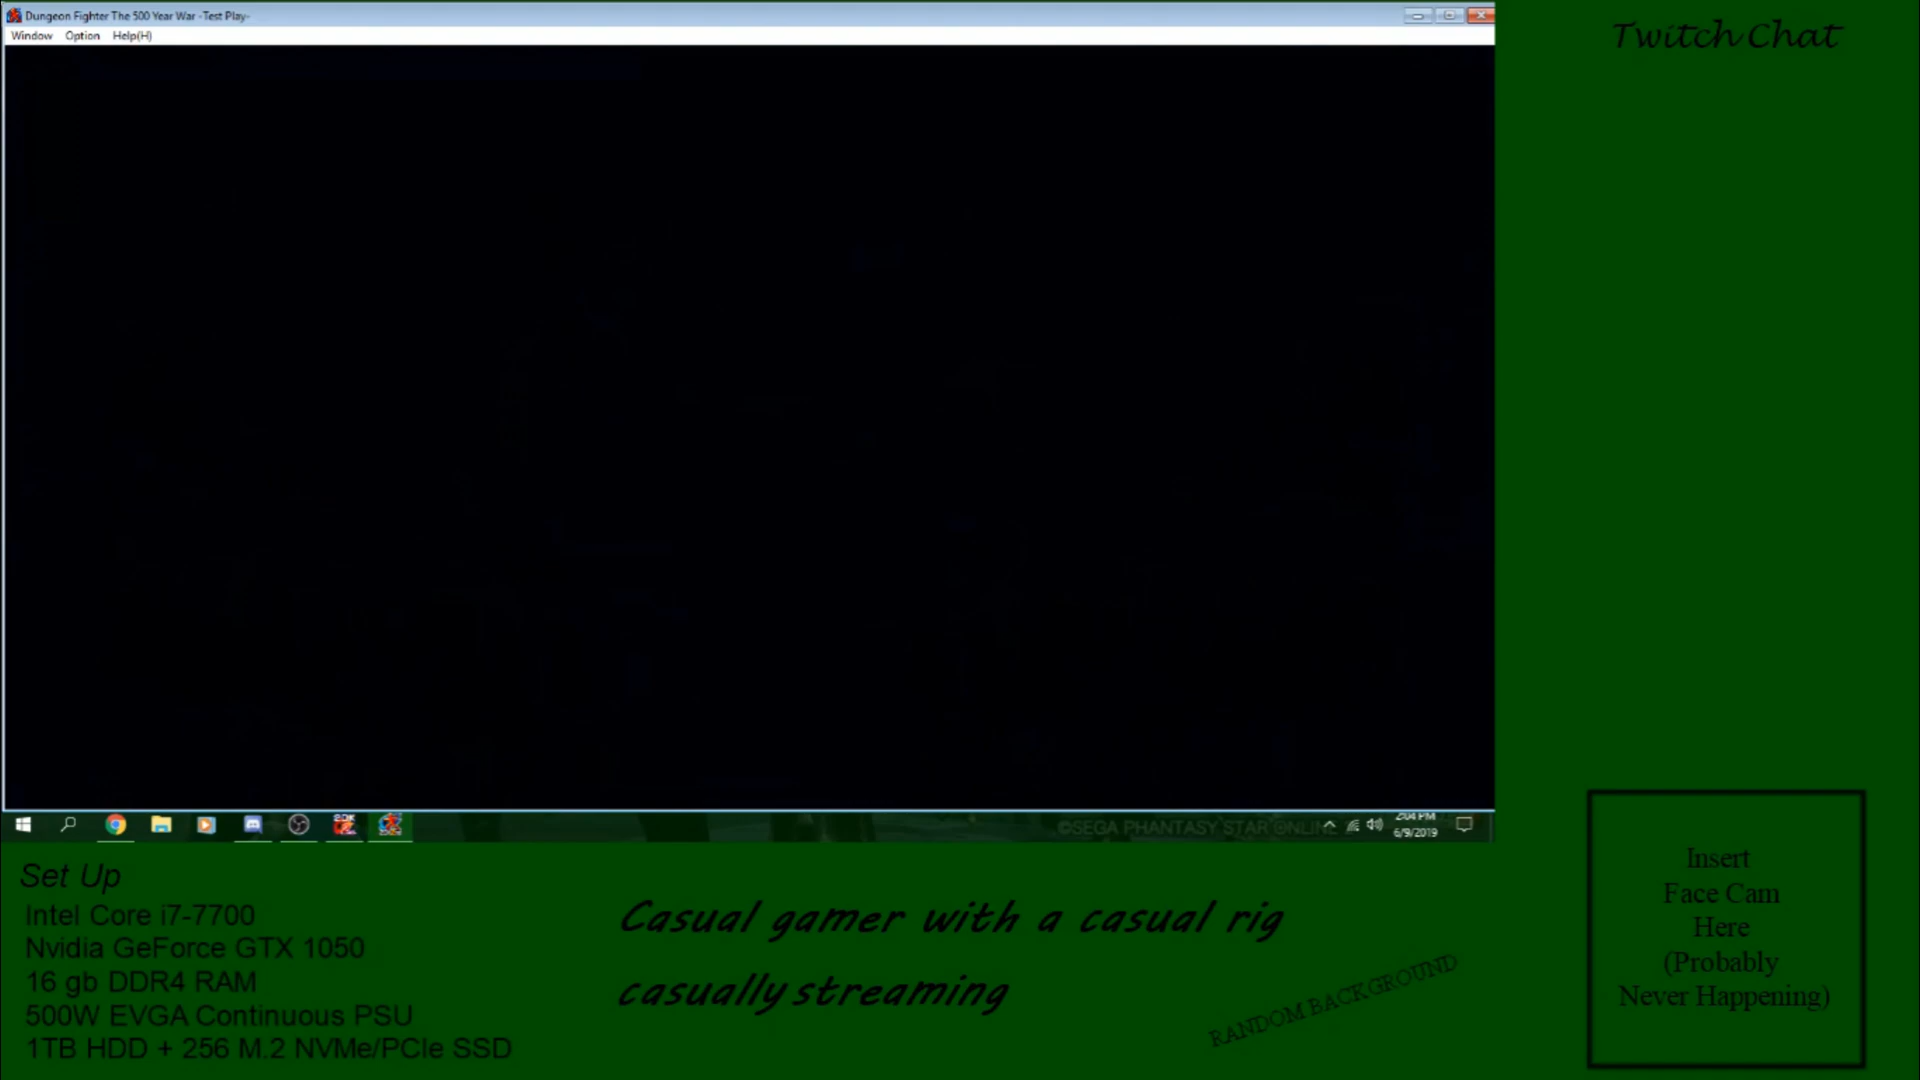 Dungeon Fighter The 500 Year War -Test Play-
Window Option Help(H)
Twitch Chat
©SEGA PHANTASY STAR ONLINE
2:04 PM
6/9/2019
Set Up
Intel Core i7-7700
Nvidia GeForce GTX 1050
16 gb DDR4 RAM
500W EVGA Continuous PSU
1TB HDD + 256 M.2 NVMe/PCIe SSD
Casual gamer with a casual rig
casually streaming
RANDOM BACKGROUND
Insert
Face Cam
Here
(Probably
Never Happening)